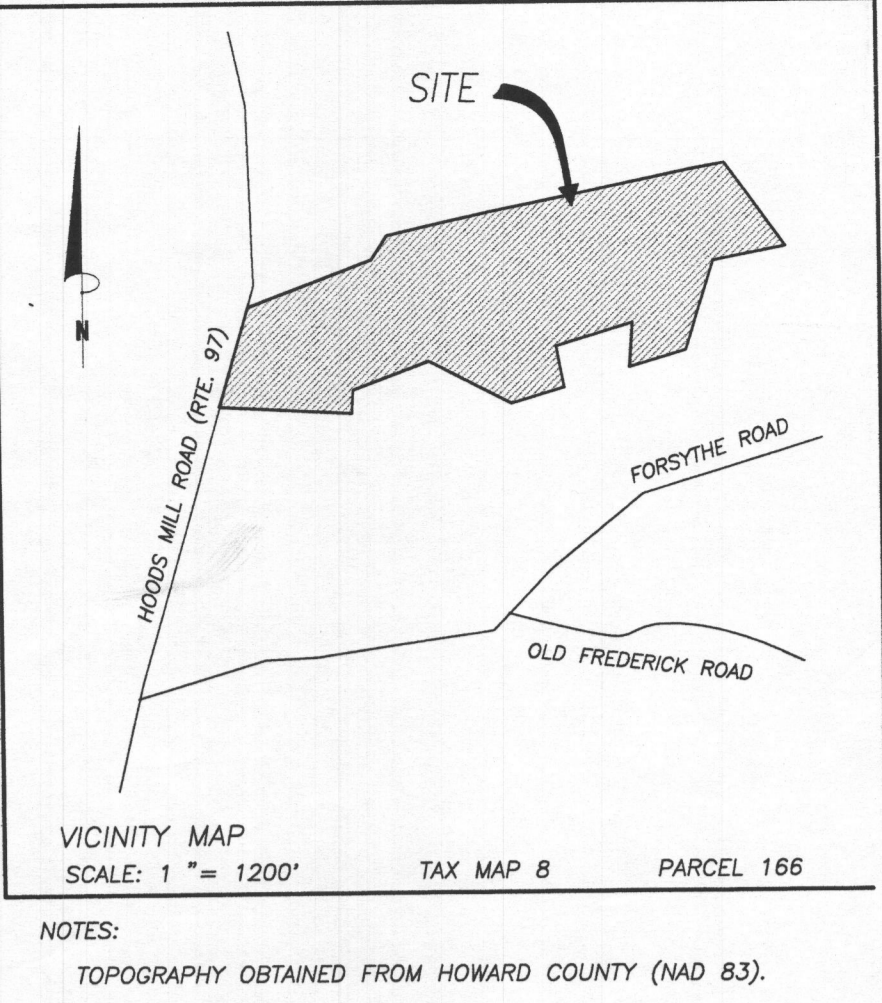 SITE
N
HOODS MILL ROAD (RTE. 97)
FORSYTHE ROAD
OLD FREDERICK ROAD
VICINITY MAP
SCALE: 1 "= 1200' TAX MAP 8 PARCEL 166
NOTES:
TOPOGRAPHY OBTAINED FROM HOWARD COUNTY (NAD 83).